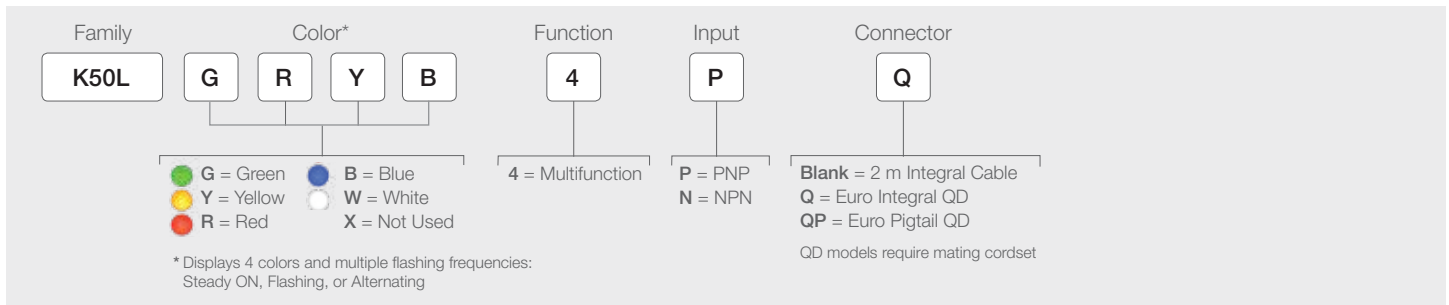 Family Color* Function Input Connector
K50L G R Y B 4 P Q
G = Green B = Blue 4 = Multifunction P = PNP Blank = 2 m Integral Cable
Y = Yellow W = White N = NPN Q = Euro Integral QD
R = Red X = Not Used QP = Euro Pigtail QD
QD models require mating cordset
* Displays 4 colors and multiple flashing frequencies:
Steady ON, Flashing, or Alternating